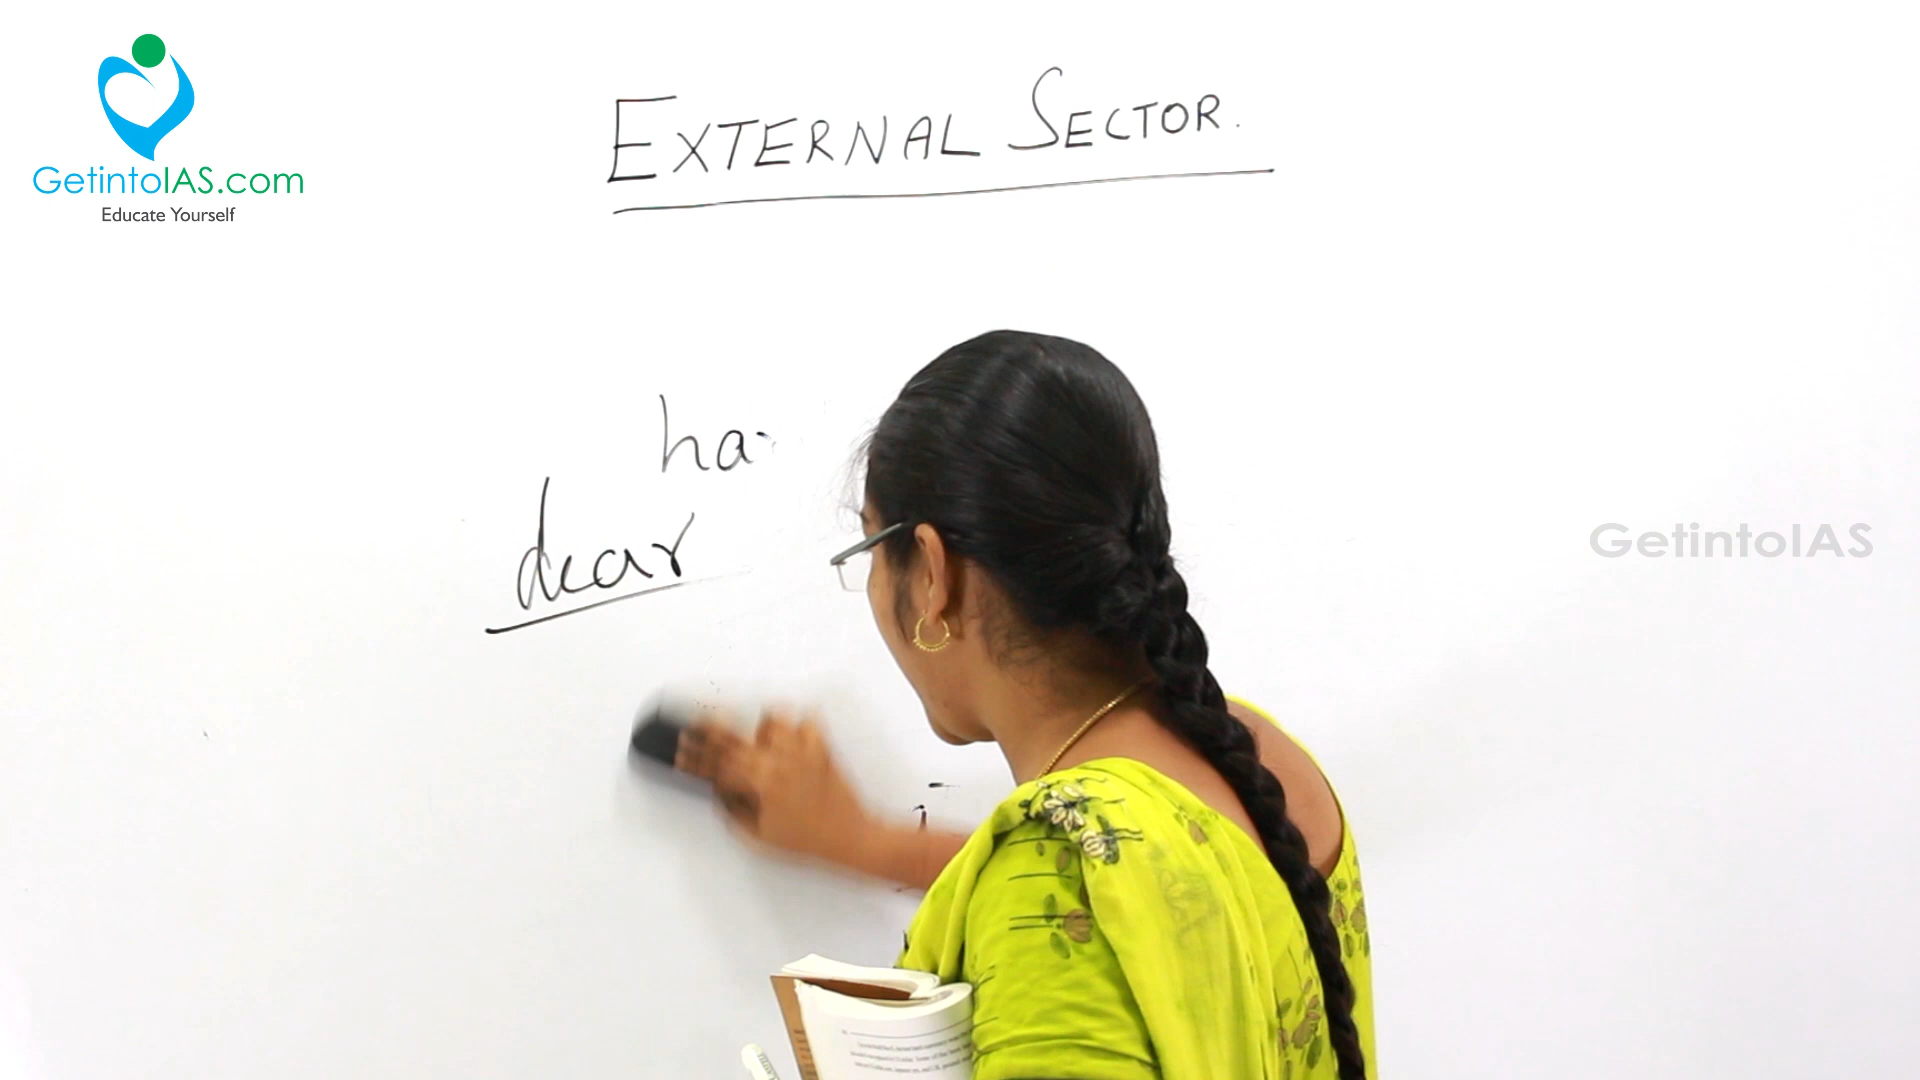 GetintoIAS.com
Educate Yourself
EXTERNAL SECTOR.
ha
dear
GetintoIAS